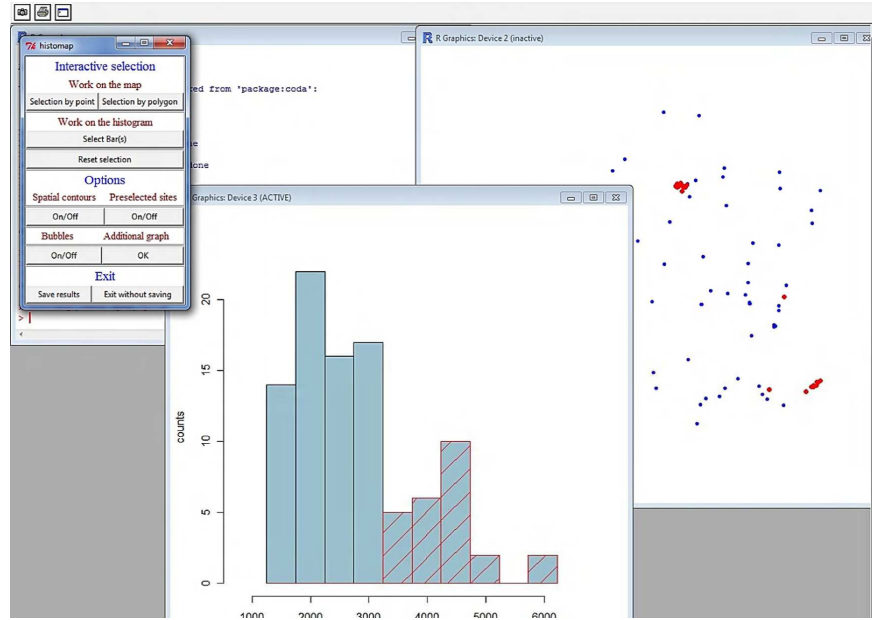 histomap
Interactive selection
Work on the map
Selection by point Selection by polygon
Work on the histogram
Select Bar(s)
Reset selection
Options
Spatial contours Preselected sites
On/Off On/Off
Bubbles Additional graph
On/Off OK
Exit
Save results Exit without saving
from 'package:coda':
>
R Graphics: Device 2 (inactive)
Graphics: Device 3 (ACTIVE)
counts
20
15
10
5
0
1000 2000 3000 4000 5000 6000